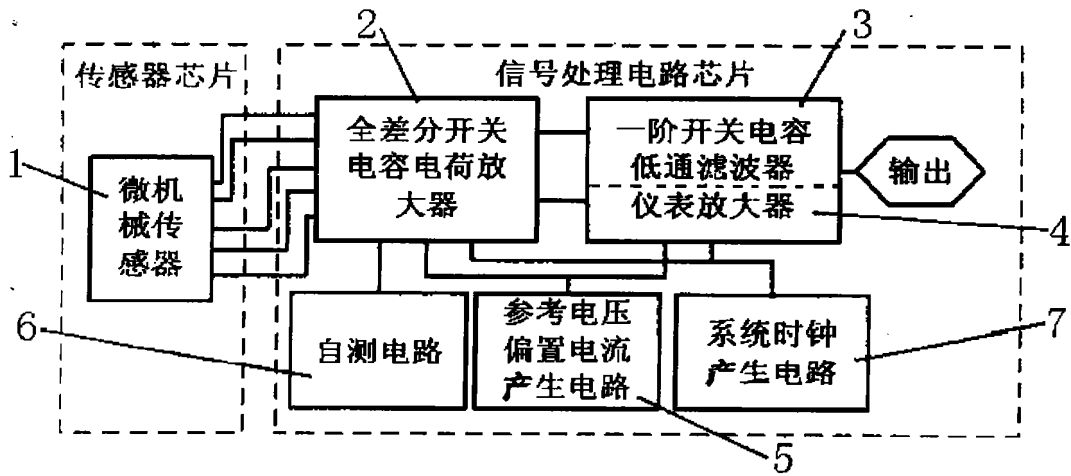 2
3
传感器芯片
信号处理电路芯片
1
微机
械传
感器
全差分开关
电容电荷放
大器
一阶开关电容
低通滤波器
仪表放大器
输出
4
6
自测电路
参考电压
偏置电流
产生电路
系统时钟
产生电路
7
5